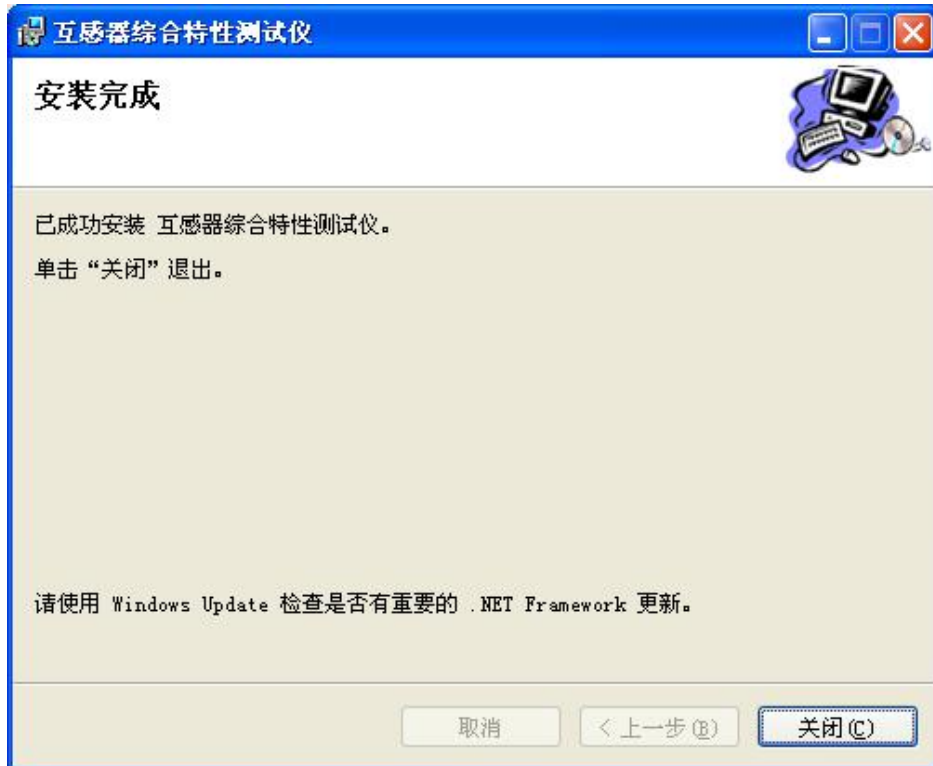 互感器综合特性测试仪
安装完成
已成功安装 互感器综合特性测试仪。
单击“关闭”退出。
请使用 Windows Update 检查是否有重要的 .NET Framework 更新。
取消
< 上一步(B)
关闭(C)